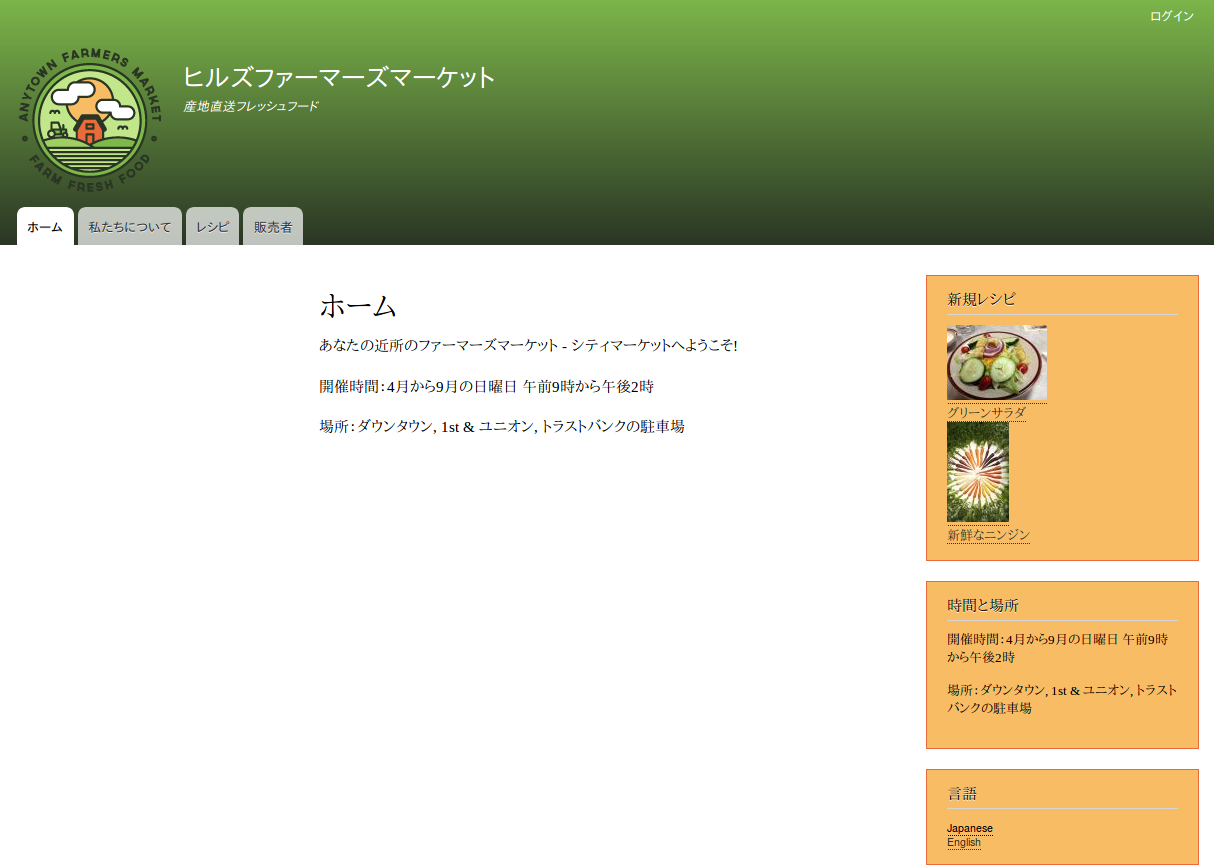 ログイン
ANYTOWN FARMERS MARKET
FARM FRESH FOOD
ヒルズファーマーズマーケット
産地直送フレッシュフード
ホーム
私たちについて
レシピ
販売者
ホーム
あなたの近所のファーマーズマーケット - シティマーケットへようこそ!
開催時間：4月から9月の日曜日 午前9時から午後2時
場所：ダウンタウン, 1st & ユニオン, トラストバンクの駐車場
新規レシピ
グリーンサラダ
新鮮なニンジン
時間と場所
開催時間：4月から9月の日曜日 午前9時
から午後2時
場所：ダウンタウン, 1st & ユニオン, トラスト
バンクの駐車場
言語
Japanese
English